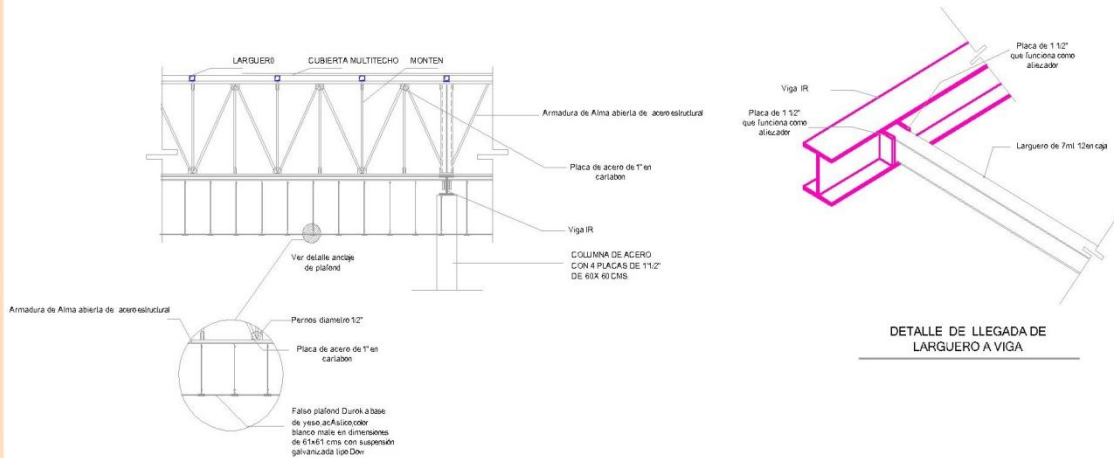 LARGUERO
CUBIERTA MULTITECHO
MONTEN
Armadura de Alma abierta de acero estructural
Placa de acero de 1" en
cartabon
Viga IR
COLUMNA DE ACERO
CON 4 PLACAS DE 1"1/2"
DE 60X 60 CMS
Ver detalle anclaje
de plafond
Armadura de Alma abierta de acero estructural
Pernos diametro 1/2"
Placa de acero de 1" en
cartabon
Falso plafond Durok a base
de yeso, acÃstico,color
blanco mate en dimensiones
de 61x61 cms con suspensión
galvanizada tipo Dow
Placa de 1 1/2"
que funciona como
atiezador
Viga IR
Placa de 1 1/2"
que funciona como
atiezador
Larguero de 7ml 12en caja
DETALLE DE LLEGADA DE
LARGUERO A VIGA